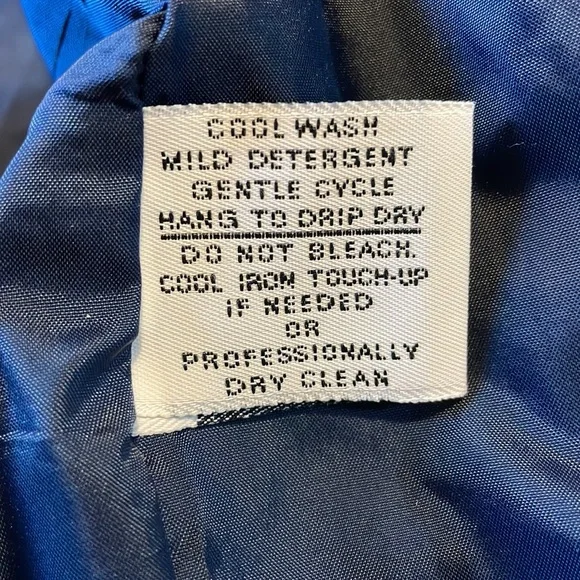 COOL WASH
MILD DETERGENT
GENTLE CYCLE
HANG TO DRIP DRY
DO NOT BLEACH.
COOL IRON TOUCH-UP
IF NEEDED
OR
PROFESSIONALLY
DRY CLEAN